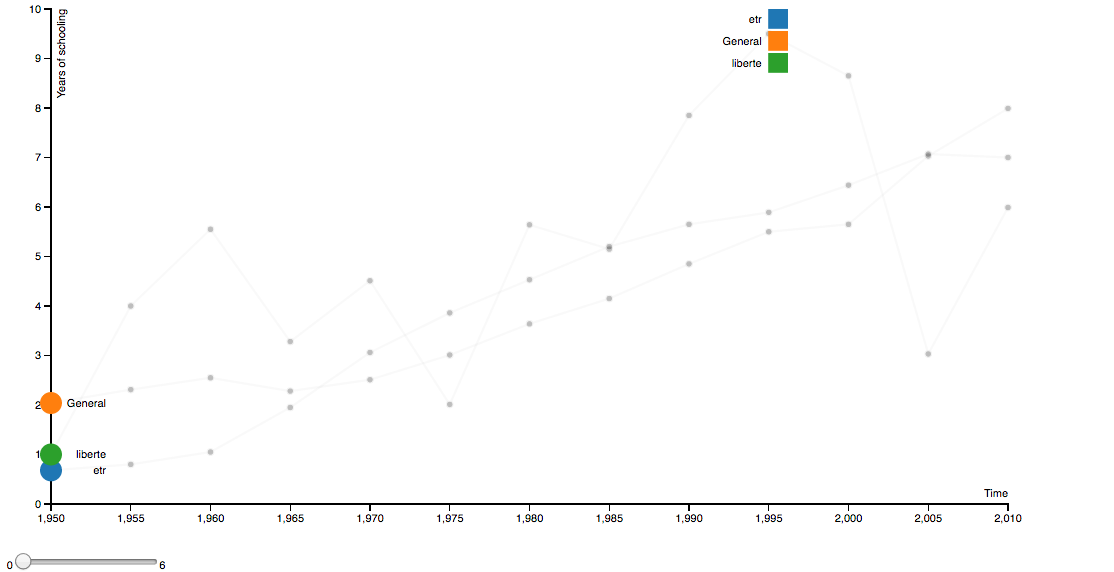 10
Years of schooling
etr
General
liberte
9
8
7
6
5
4
3
2
General
1
liberte
etr
0
Time
1,950 1,955 1,960 1,965 1,970 1,975 1,980 1,985 1,990 1,995 2,000 2,005 2,010
0 6